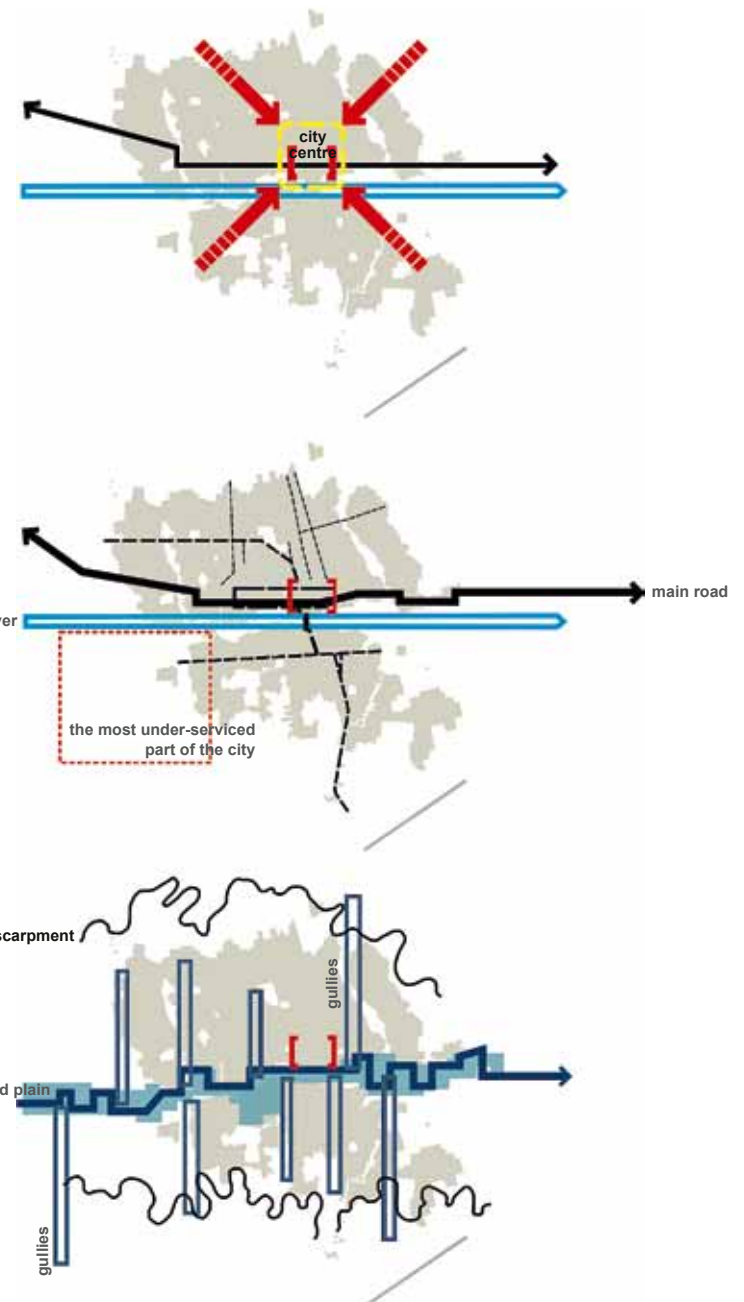 city
centre
main road
ver
the most under-serviced
part of the city
scarpment
gullies
d plain
gullies